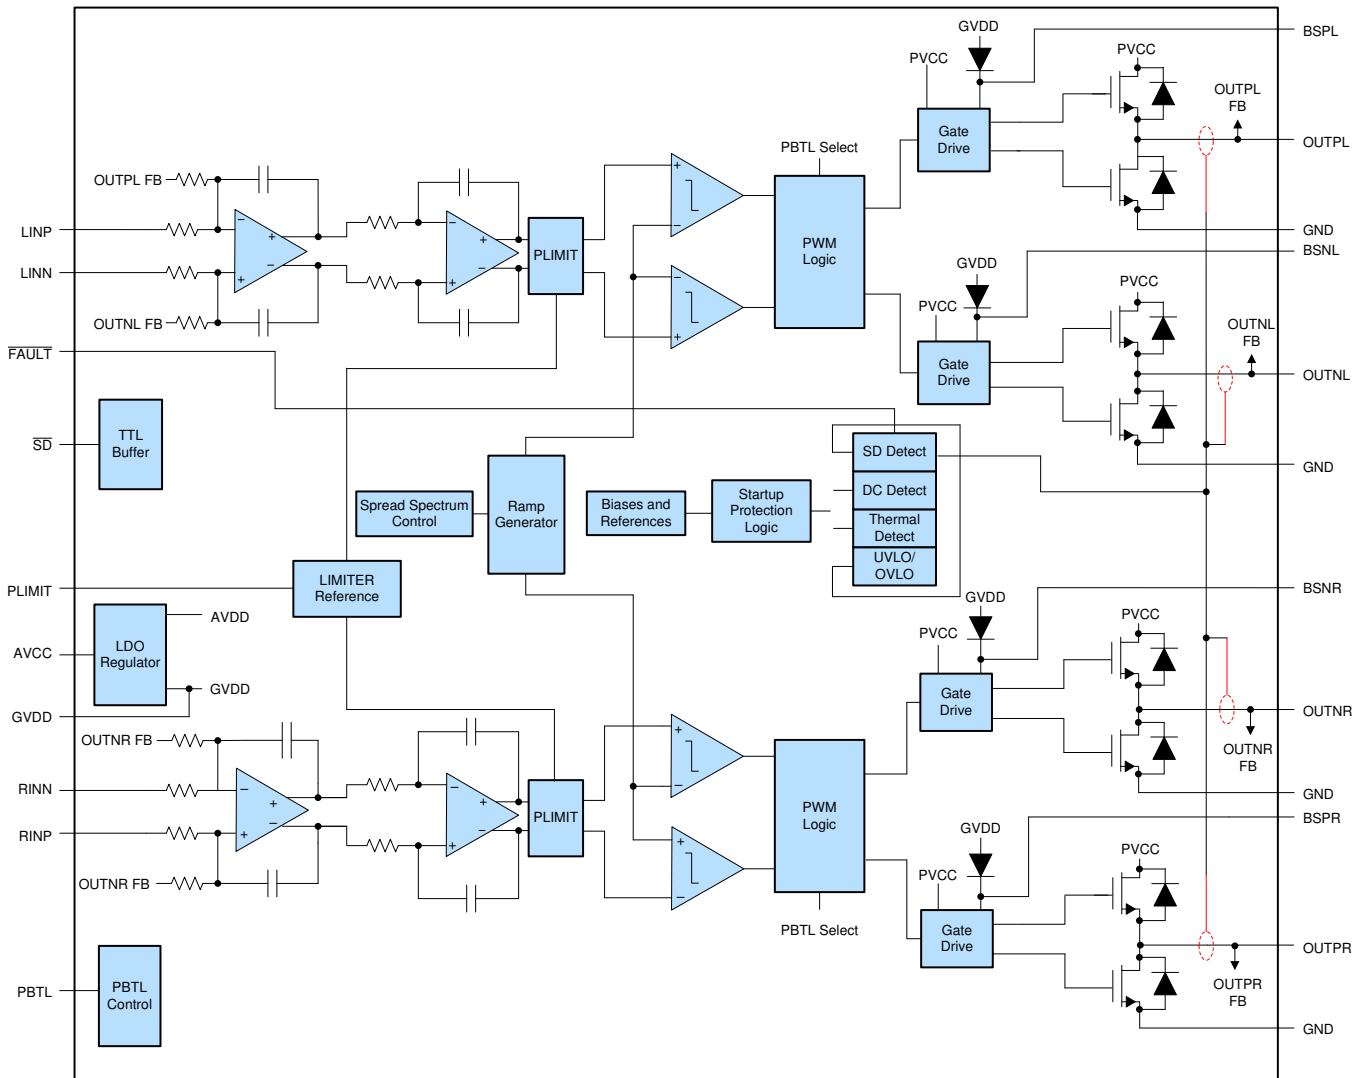 GVDD
BSPL
PVCC
PVCC
OUTPL
FB
Gate
Drive
OUTPL
PBTL Select
OUTPL FB
LINP
LINN
OUTNL FB
PLIMIT
PWM
Logic
GND
BSNL
GVDD
PVCC
PVCC
OUTNL
FB
Gate
Drive
OUTNL
FAULT
SD
TTL
Buffer
GND
SD Detect
DC Detect
Thermal
Detect
UVLO/
OVLO
Spread Spectrum
Control
Ramp
Generator
Biases and
References
Startup
Protection
Logic
PLIMIT
LIMITER
Reference
AVDD
AVCC
LDO
Regulator
GVDD
GVDD
BSNR
GVDD
PVCC
PVCC
Gate
Drive
OUTNR
OUTNR
FB
GND
OUTNR FB
RINN
RINP
OUTNR FB
PLIMIT
PWM
Logic
PBTL Select
BSPR
GVDD
PVCC
PVCC
Gate
Drive
OUTPR
OUTPR
FB
GND
PBTL
PBTL
Control